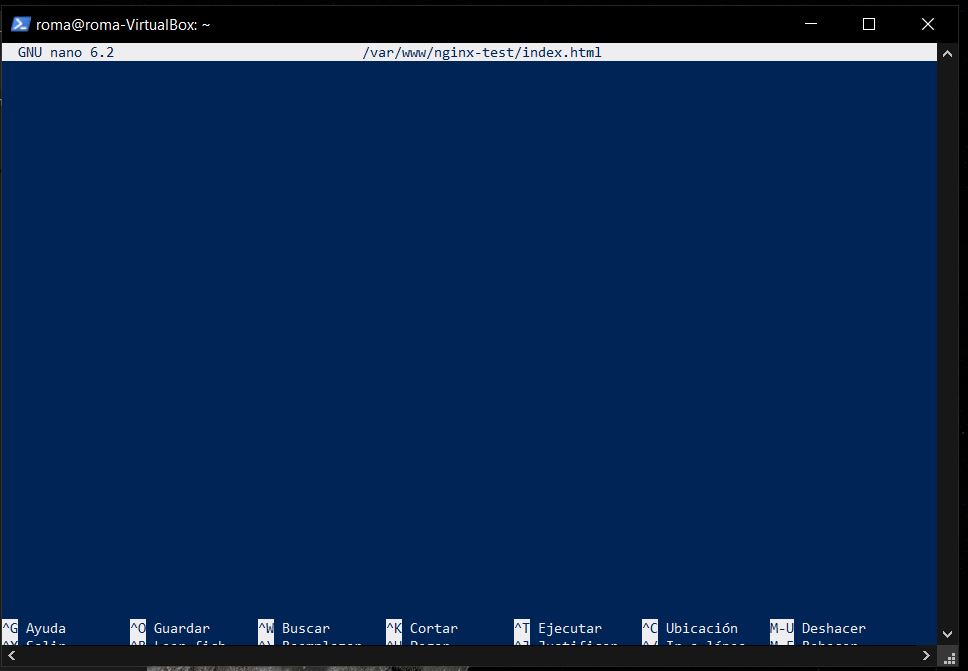 roma@roma-VirtualBox: ~
GNU nano 6.2 /var/www/nginx-test/index.html
^G Ayuda ^O Guardar ^W Buscar ^K Cortar ^T Ejecutar ^C Ubicación M-U Deshacer